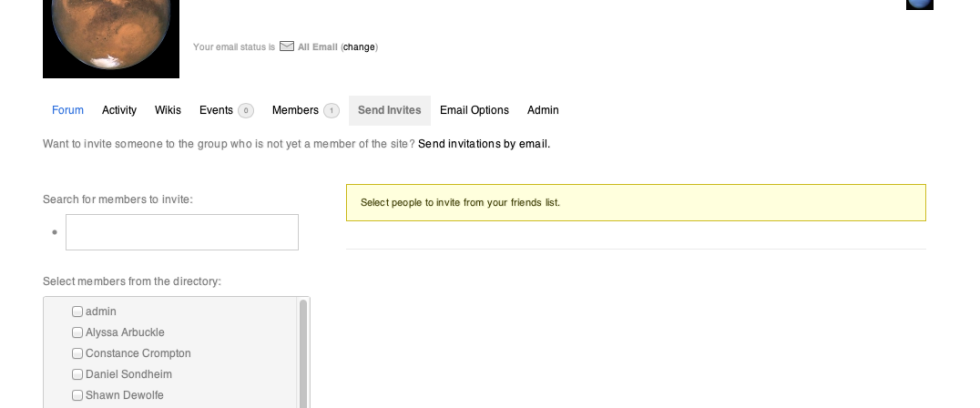 Your email status is All Email (change)
Forum Activity Wikis Events 0 Members 1 Send Invites Email Options Admin
Want to invite someone to the group who is not yet a member of the site? Send invitations by email.
Search for members to invite:
Select people to invite from your friends list.
Select members from the directory:
admin
Alyssa Arbuckle
Constance Crompton
Daniel Sondheim
Shawn Dewolfe